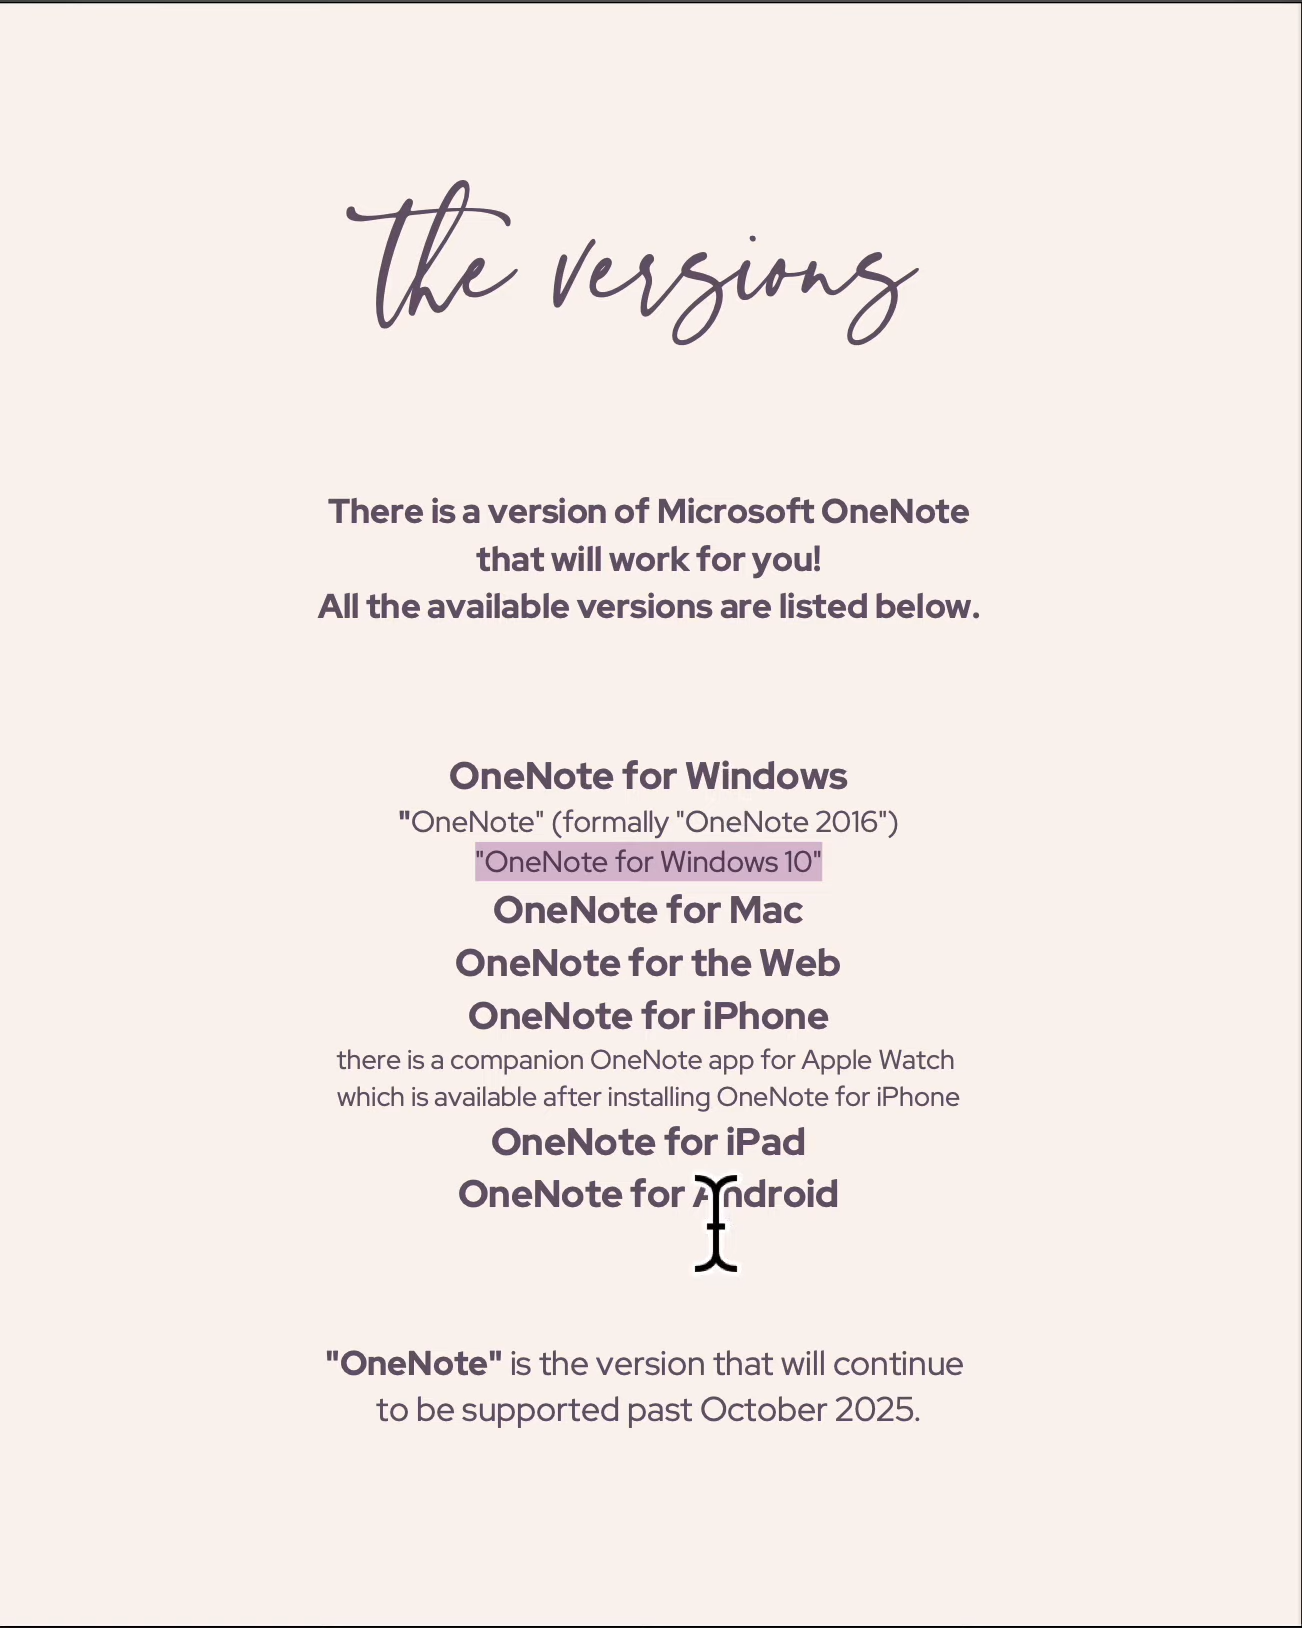 the versions
There is a version of Microsoft OneNote
that will work for you!
All the available versions are listed below.
OneNote for Windows
"OneNote" (formally "OneNote 2016")
"OneNote for Windows 10"
OneNote for Mac
OneNote for the Web
OneNote for iPhone
there is a companion OneNote app for Apple Watch
which is available after installing OneNote for iPhone
OneNote for iPad
OneNote for Android
"OneNote" is the version that will continue
to be supported past October 2025.